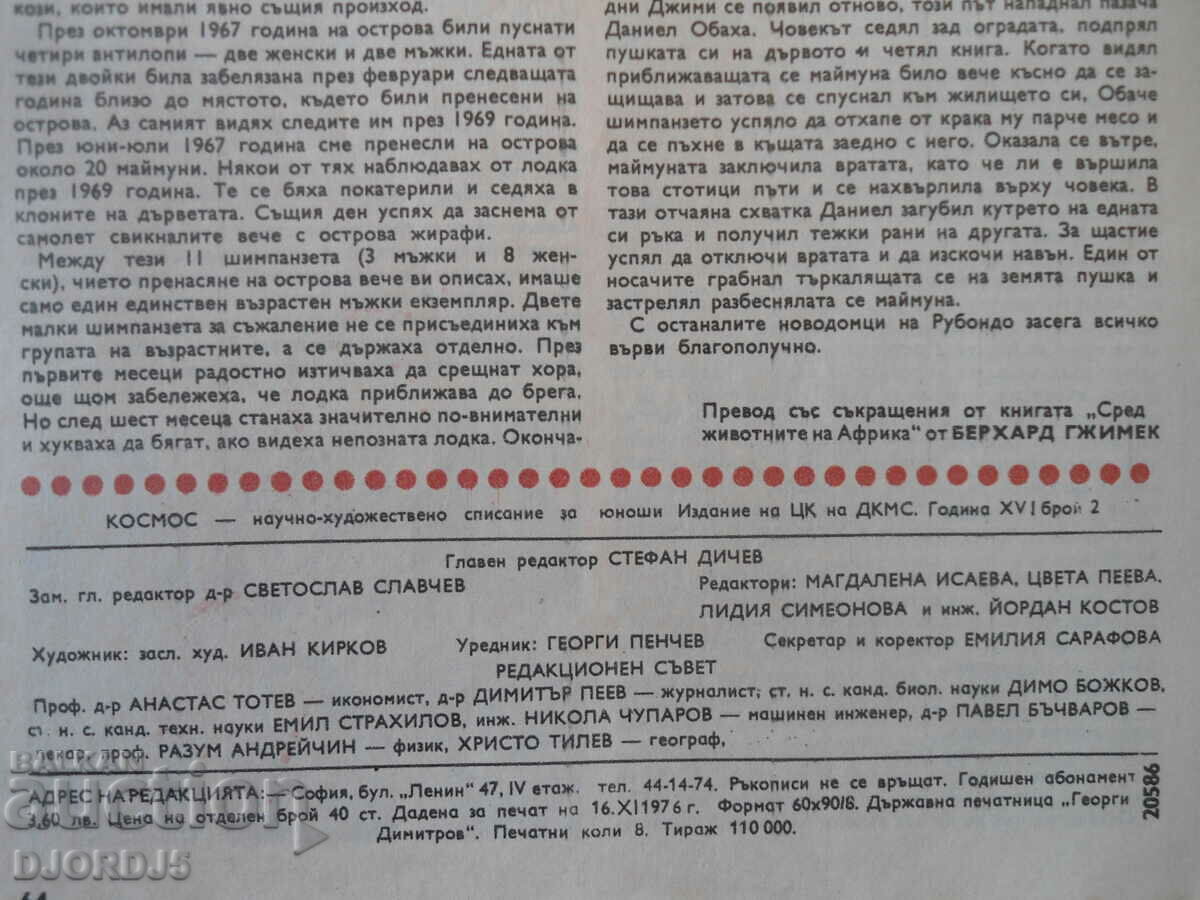 кози, които имали явно същия произход.
През октомври 1967 година на острова били пуснати
четири антилопи — две женски и две мъжки. Едната от
тези двойки била забелязана през февруари следващата
година близо до мястото, където били пренесени на
острова. Аз самият видях следите им през 1969 година.
През юни-юли 1967 година сме пренесли на острова
около 20 маймуни. Някои от тях наблюдавах от лодка
през 1969 година. Те се бяха покатерили и седяха в
клоните на дърветата. Същия ден успях да заснема от
самолет свикналите вече с острова жирафи.
Между тези 11 шимпанзета (3 мъжки и 8 жен-
ски), чието пренасяне на острова вече ви описах, имаше
само един единствен възрастен мъжки екземпляр. Двете
малки шимпанзета за съжаление не се присъединиха към
групата на възрастните, а се държаха отделно. През
първите месеци радостно изтичваха да срещнат хора,
още щом забележеха, че лодка приближава до брега.
Но след шест месеца станаха значително по-внимателни
и хукваха да бягат, ако видеха непозната лодка. Оконча-
дни Джими се появил отново, този път нападнал пазача
Даниел Обаха. Човекът седял зад оградата, подпрял
пушката си на дървото и четял книга. Когато видял
приближаващата се маймуна било вече късно да се за-
щищава и затова се спуснал към жилището си, Обаче
шимпанзето успяло да отхапе от крака му парче месо и
да се пъхне в къщата заедно с него. Оказала се вътре,
маймуната заключила вратата, като че ли е вършила
това стотици пъти и се нахвърлила върху човека. В
тази отчаяна схватка Даниел загубил кутрето на едната
си ръка и получил тежки рани на другата. За щастие
успял да отключи вратата и да изскочи навън. Един от
носачите грабнал търкалящата се на земята пушка и
застрелял разбеснялата се маймуна.
С останалите новодомци на Рубондо засега всичко
върви благополучно.
Превод със съкращения от книгата „Сред
животните на Африка“ от БЕРХАРД ГЖИМЕК
КОСМОС — научно-художествено списание за юноши Издание на ЦК на ДКМС. Година XVI брой 2
Главен редактор СТЕФАН ДИЧЕВ
Зам. гл. редактор д-р СВЕТОСЛАВ СЛАВЧЕВ
Редактори: МАГДАЛЕНА ИСАЕВА, ЦВЕТА ПЕЕВА,
ЛИДИЯ СИМЕОНОВА и инж. ЙОРДАН КОСТОВ
Художник: засл. худ. ИВАН КИРКОВ Уредник: ГЕОРГИ ПЕНЧЕВ Секретар и коректор ЕМИЛИЯ САРАФОВА
РЕДАКЦИОНЕН СЪВЕТ
Проф. д-р АНАСТАС ТОТЕВ — икономист, д-р ДИМИТЪР ПЕЕВ — журналист, ст. н. с. канд. биол. науки ДИМО БОЖКОВ,
ст. н. с. канд. техн. науки ЕМИЛ СТРАХИЛОВ, инж. НИКОЛА ЧУПАРОВ — машинен инженер, д-р ПАВЕЛ БЪЧВАРОВ —
лекар, проф. РАЗУМ АНДРЕЙЧИН — физик, ХРИСТО ТИЛЕВ — географ,
АДРЕС НА РЕДАКЦИЯТА: — София, бул. „Ленин“ 47, IV етаж. тел. 44-14-74. Ръкописи не се връщат. Годишен абонамент
3,60 лв. Цена на отделен брой 40 ст. Дадена за печат на 16.XI 1976 г. Формат 60x90/8. Държавна печатница „Георги
Димитров“. Печатни коли 8. Тираж 110 000.
20586
БАЛКАН
auction
DJORDJ5
64